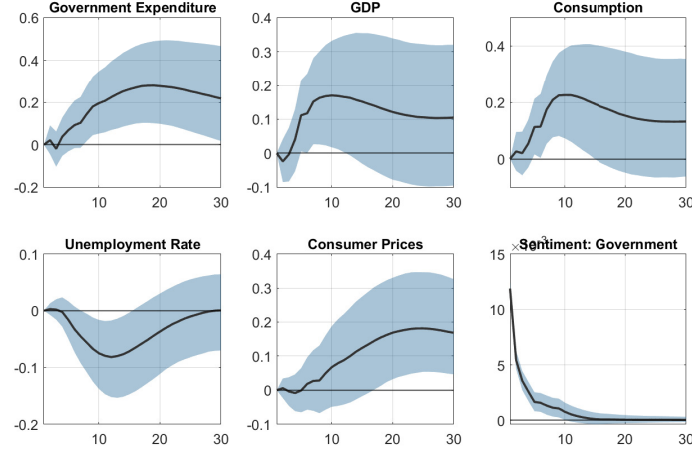 Government Expenditure GDP Consumption
0.6 0.4
0.4 0.3 0.4
0.2 0.2 0.2
0.1
0 0 0
-0.2 -0.1
10 20 30 10 20 30 10 20 30
Unemployment Rate Consumer Prices Sentiment: Government
0.1 0.4 15
0.3
0 0.2 10
-0.1 0.1 5
0 0
-0.2 -0.1
10 20 30 10 20 30 10 20 30